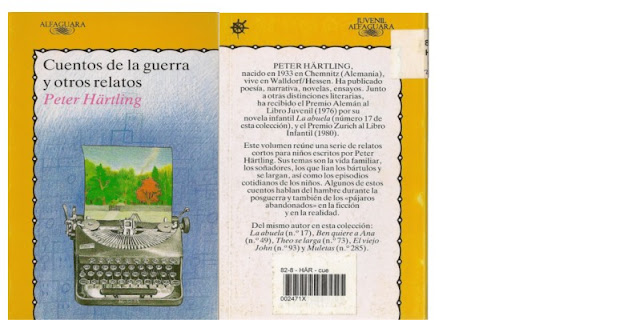 ALFAGUARA
Cuentos de la guerra
y otros relatos
Peter Härtling
JUVENIL
ALFAGUARA
PETER HÄRTLING,
nacido en 1933 en Chemnitz (Alemania),
vive en Walldorf/Hessen. Ha publicado
poesía, narrativa, novelas, ensayos. Junto
a otras distinciones literarias,
ha recibido el Premio Alemán al
Libro Juvenil (1976) por su
novela infantil La abuela (número 17 de
esta colección), y el Premio Zurich al Libro
Infantil (1980).
Este volumen reúne una serie de relatos
cortos para niños escritos por Peter
Härtling. Sus temas son la vida familiar,
los soñadores, los que lían los bártulos y
se largan, así como los episodios
cotidianos de los niños. Algunos de estos
cuentos hablan del hambre durante la
posguerra y también de los «pájaros
abandonados» en la ficción
y en la realidad.
Del mismo autor en esta colección:
La abuela (n.º 17), Ben quiere a Ana
(n.º 49), Theo se larga (n.º 73), El viejo
John (n.º 93) y Muletas (n.º 285).
82-8 - HÄR - cue
002471X
82-8